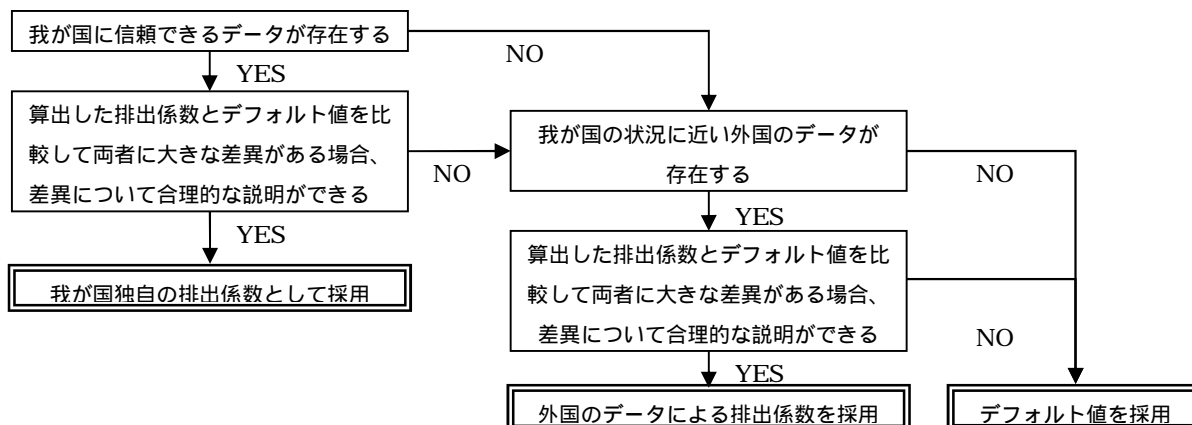 我が国に信頼できるデータが存在する
NO
YES
算出した排出係数とデフォルト値を比
較して両者に大きな差異がある場合、
差異について合理的な説明ができる
NO
我が国の状況に近い外国のデータが
存在する
NO
YES
YES
我が国独自の排出係数として採用
算出した排出係数とデフォルト値を比
較して両者に大きな差異がある場合、
差異について合理的な説明ができる
NO
YES
外国のデータによる排出係数を採用
デフォルト値を採用